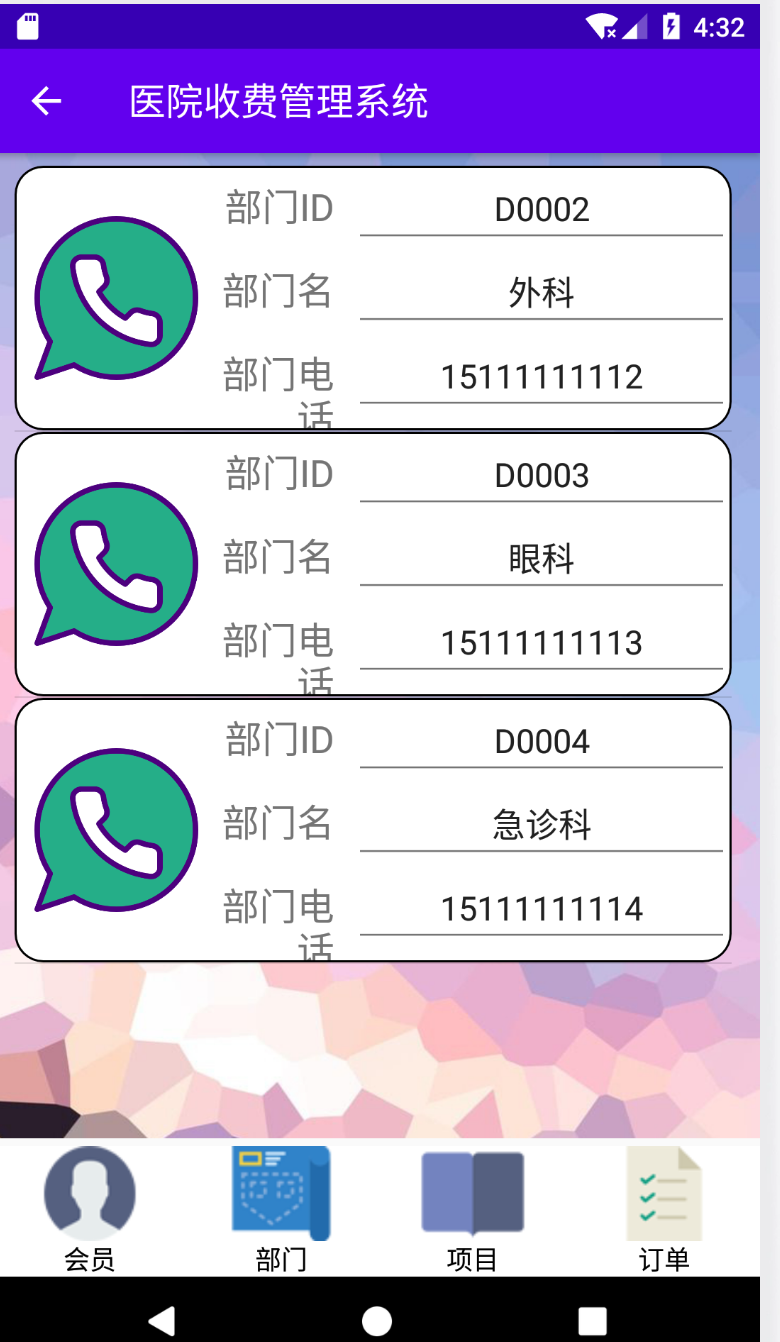 4:32
医院收费管理系统
部门ID D0002
部门名 外科
部门电
话
15111111112
部门ID D0003
部门名 眼科
部门电
话
15111111113
部门ID D0004
部门名 急诊科
部门电
话
15111111114
会员 部门 项目 订单